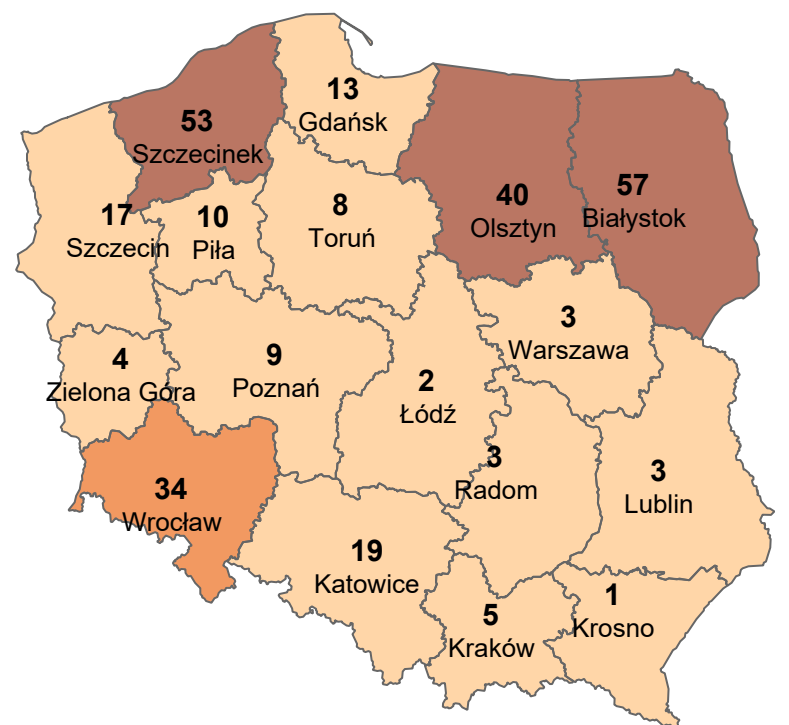 13
Gdańsk
53
Szczecinek
40
Olsztyn
57
Białystok
17
Szczecin
10
Piła
8
Toruń
3
Warszawa
4
Zielona Góra
9
Poznań
2
Łódź
3
Radom
3
Lublin
34
Wrocław
19
Katowice
5
Kraków
1
Krosno